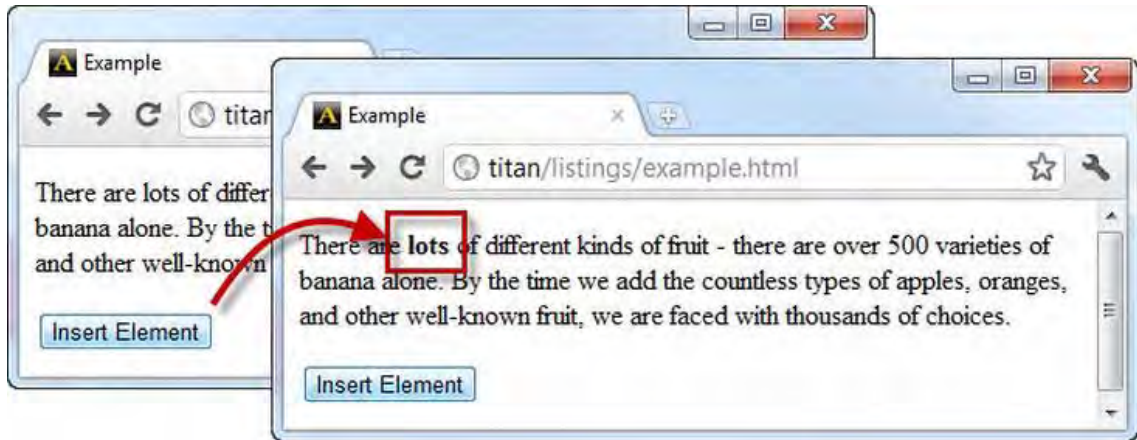 Example
titan
There are lots of differ
banana alone. By the t
and other well-known
Insert Element
Example
titan/listings/example.html
There are lots of different kinds of fruit - there are over 500 varieties of
banana alone. By the time we add the countless types of apples, oranges,
and other well-known fruit, we are faced with thousands of choices.
Insert Element